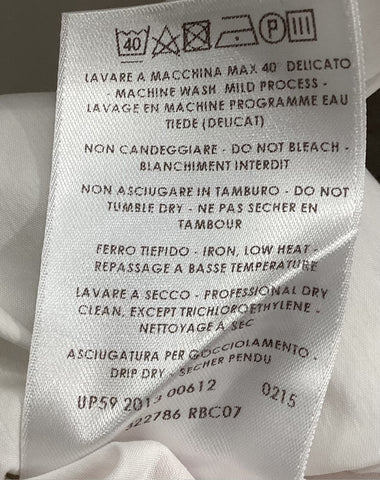 40 P
LAVARE A MACCHINA MAX 40° DELICATO
- MACHINE WASH MILD PROCESS -
LAVAGE EN MACHINE PROGRAMME EAU
TIEDE (DELICAT)
NON CANDEGGIARE - DO NOT BLEACH -
BLANCHIMENT INTERDIT
NON ASCIUGARE IN TAMBURO - DO NOT
TUMBLE DRY - NE PAS SECHER EN
TAMBOUR
FERRO TIEPIDO - IRON, LOW HEAT -
REPASSAGE A BASSE TEMPERATURE
LAVARE A SECCO - PROFESSIONAL DRY
CLEAN, EXCEPT TRICHLOROETHYLENE -
NETTOYAGE A SEC
ASCIUGATURA PER GOCCIOLAMENTO -
DRIP DRY - SECHER PENDU
UP59 2013 00612 0215
322786 RBC07